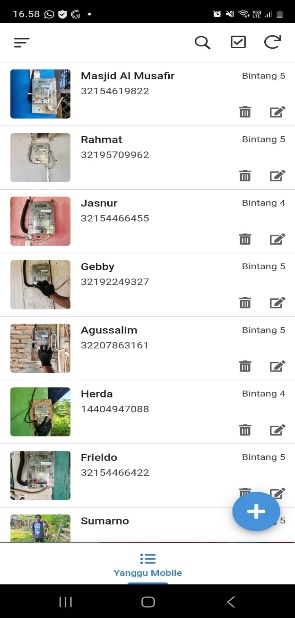 16.58
Masjid Al Musafir
Bintang 5
32154619822
Rahmat
Bintang 5
32195709962
Jasnur
Bintang 4
32154466455
Gebby
Bintang 5
32192249327
Agussalim
Bintang 5
32207863161
Herda
Bintang 4
14404947088
Frieldo
Bintang 5
32154466422
Sumarno
5
Yanggu Mobile